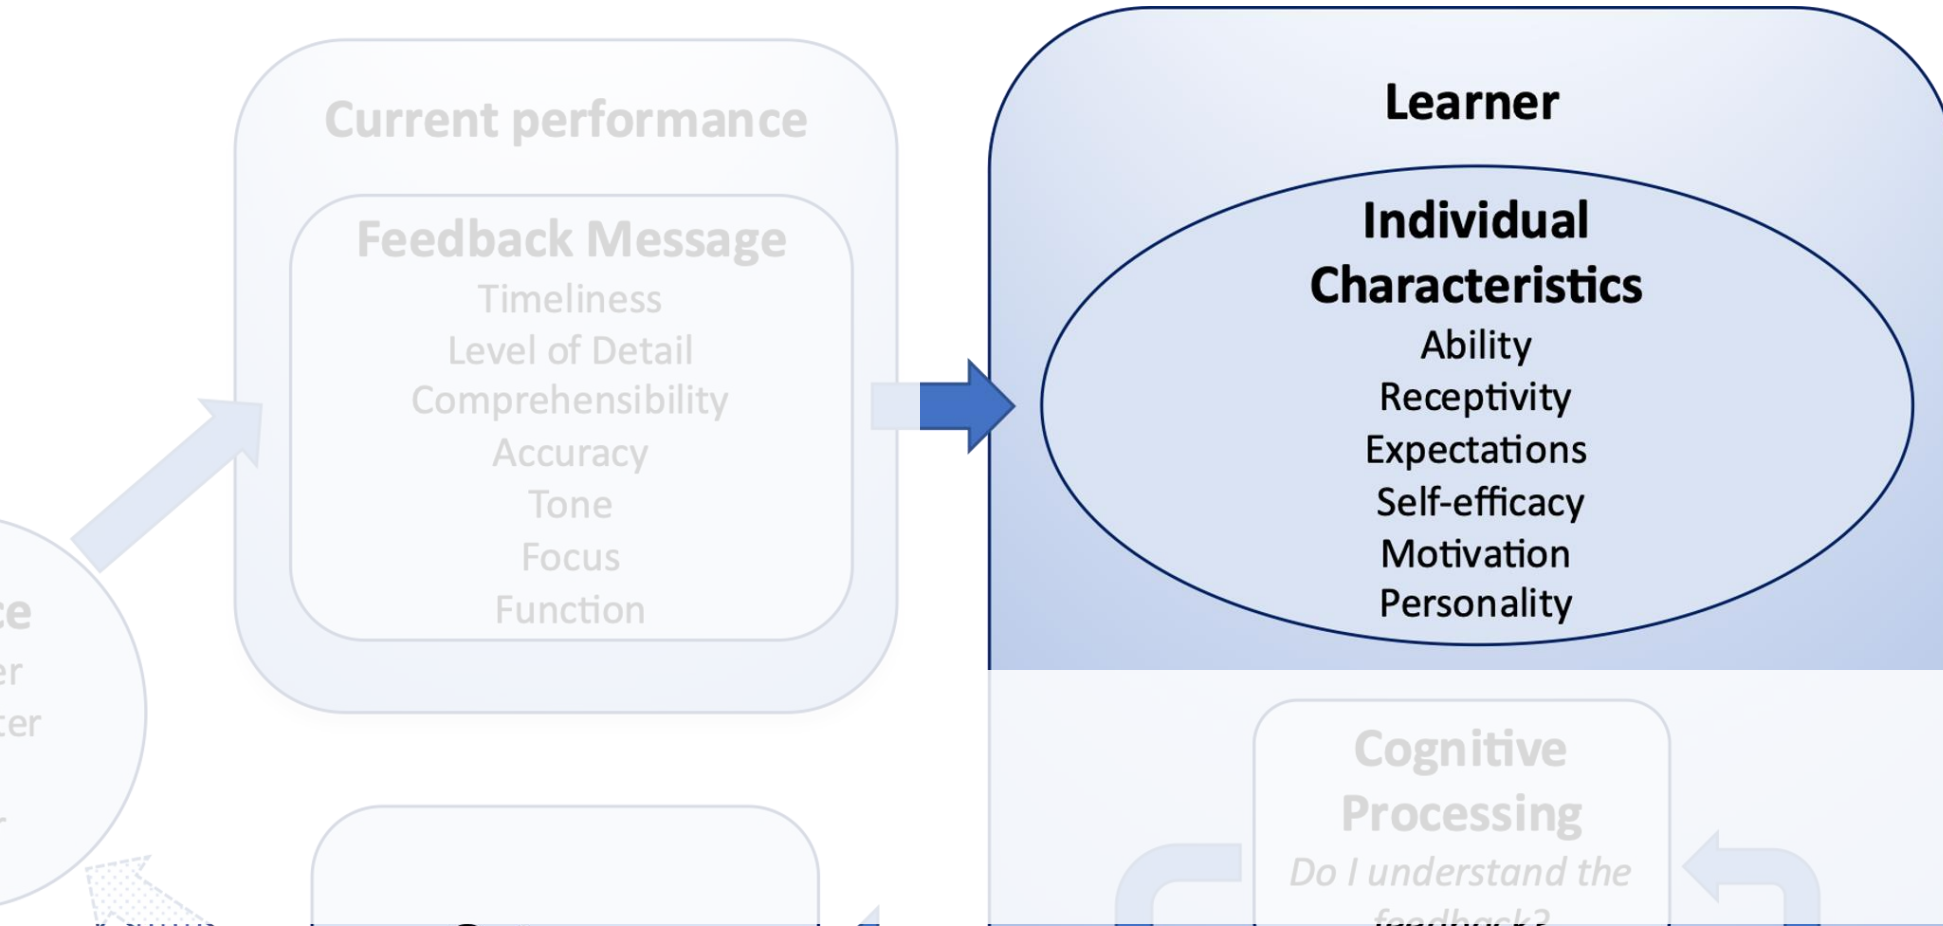 Current performance
Feedback Message
Timeliness
Level of Detail
Comprehensibility
Accuracy
Tone
Focus
Function
Learner
Individual
Characteristics
Ability
Receptivity
Expectations
Self-efficacy
Motivation
Personality
Cognitive
Processing
Do I understand the
feedback?